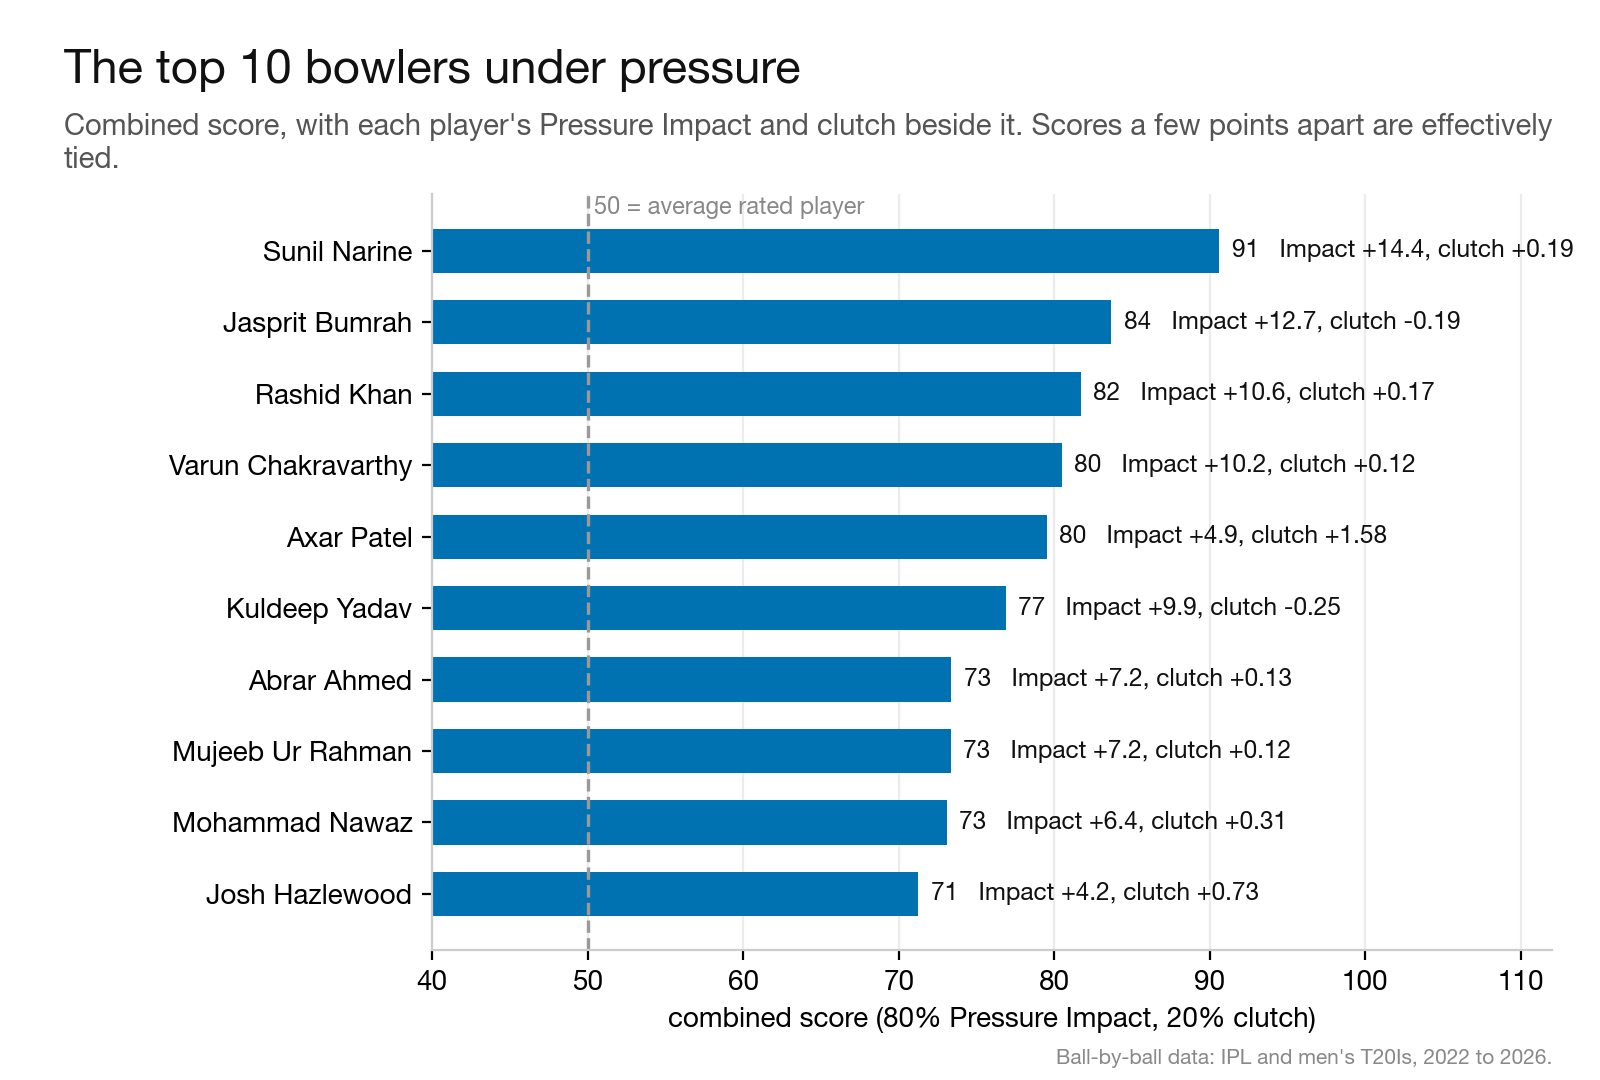 The top 10 bowlers under pressure
Combined score, with each player's Pressure Impact and clutch beside it. Scores a few points apart are effectively
tied.
50 = average rated player
Sunil Narine 91 Impact +14.4, clutch +0.19
Jasprit Bumrah 84 Impact +12.7, clutch -0.19
Rashid Khan 82 Impact +10.6, clutch +0.17
Varun Chakravarthy 80 Impact +10.2, clutch +0.12
Axar Patel 80 Impact +4.9, clutch +1.58
Kuldeep Yadav 77 Impact +9.9, clutch -0.25
Abrar Ahmed 73 Impact +7.2, clutch +0.13
Mujeeb Ur Rahman 73 Impact +7.2, clutch +0.12
Mohammad Nawaz 73 Impact +6.4, clutch +0.31
Josh Hazlewood 71 Impact +4.2, clutch +0.73
40 50 60 70 80 90 100 110
combined score (80% Pressure Impact, 20% clutch)
Ball-by-ball data: IPL and men's T20Is, 2022 to 2026.